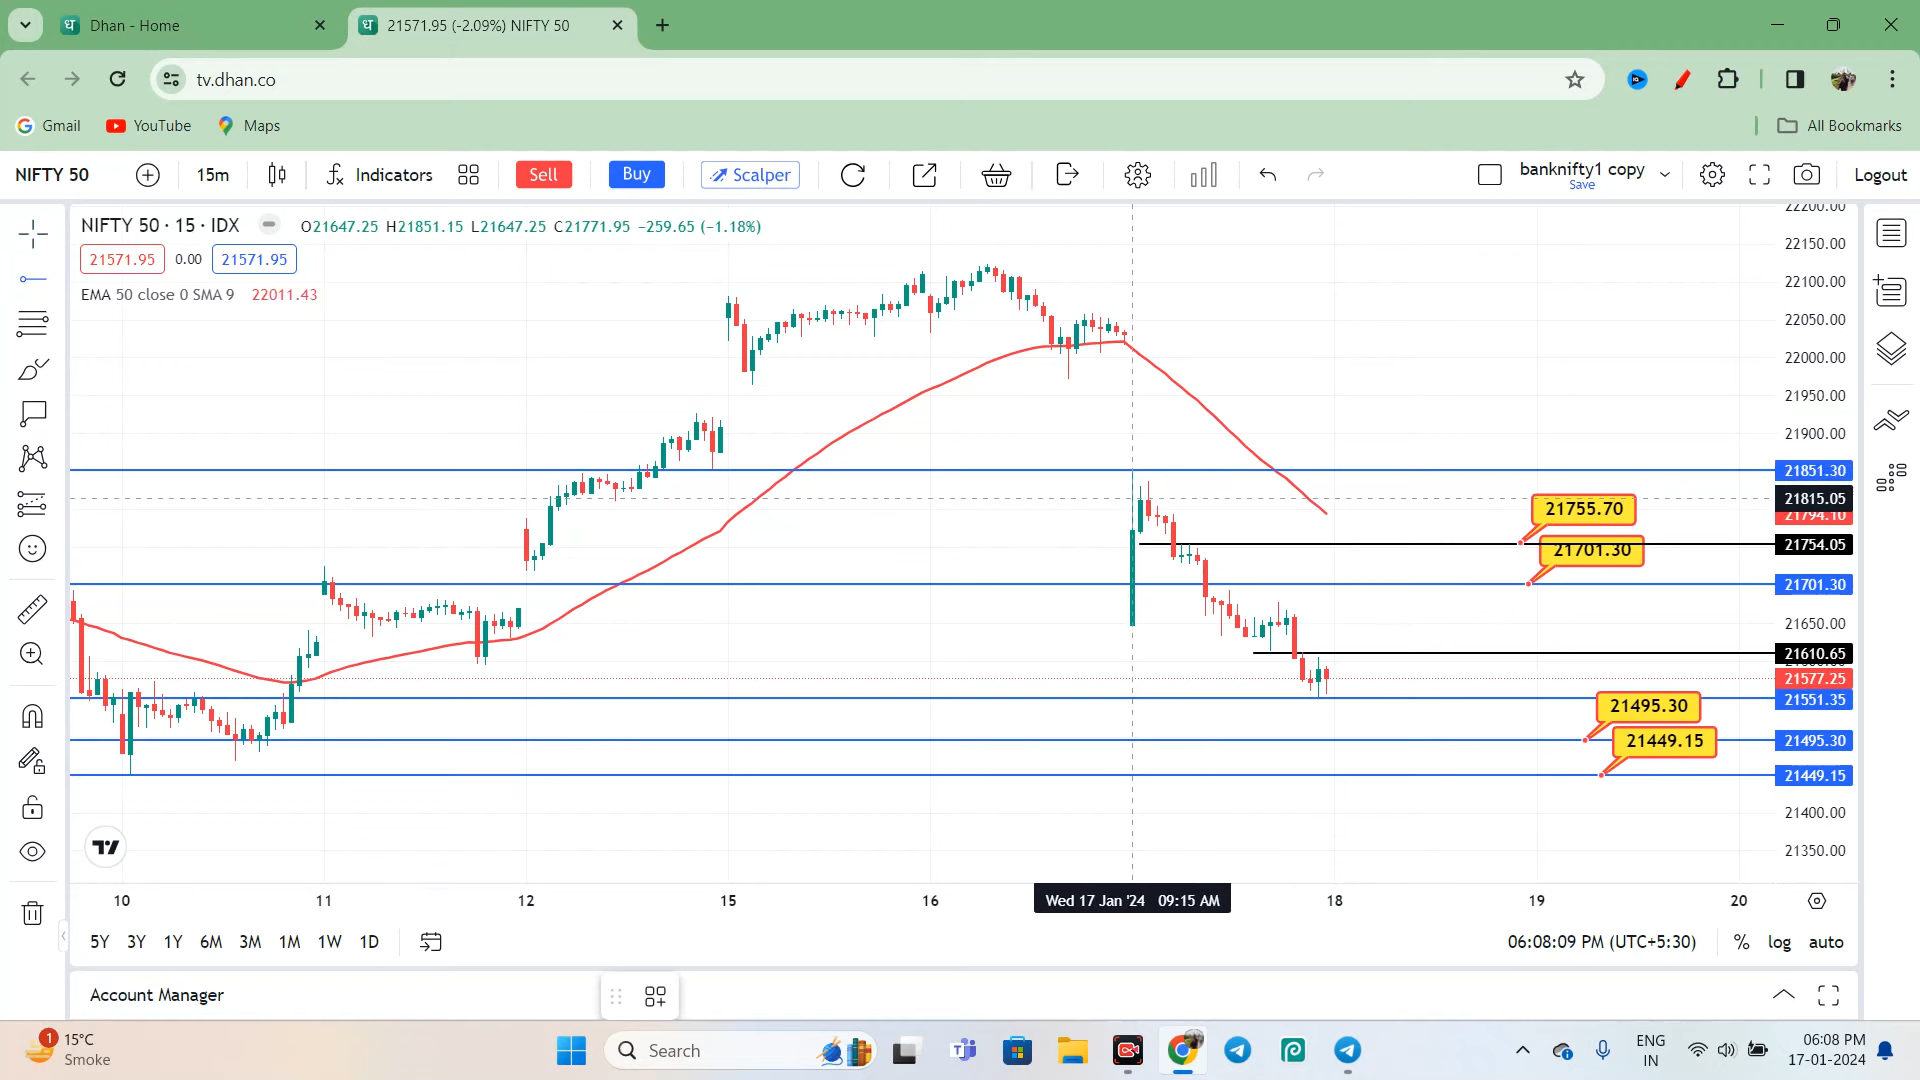 Dhan - Home
21571.95 (-2.09%) NIFTY 50
tv.dhan.co
Gmail
YouTube
Maps
All Bookmarks
NIFTY 50
15m
Indicators
Sell
Buy
Scalper
banknifty1 copy
Save
Logout
NIFTY 50 · 15 · IDX
O21647.25 H21851.15 L21647.25 C21771.95 −259.65 (−1.18%)
21571.95
0.00
21571.95
EMA 50 close 0 SMA 9 22011.43
22200.00
22150.00
22100.00
22050.00
22000.00
21950.00
21900.00
21851.30
21815.05
21794.10
21755.70
21754.05
21701.30
21701.30
21650.00
21610.65
21577.25
21551.35
21495.30
21495.30
21449.15
21449.15
21400.00
21350.00
10
11
12
15
16
Wed 17 Jan '24 09:15 AM
18
19
20
5Y
3Y
1Y
6M
3M
1M
1W
1D
06:08:09 PM (UTC+5:30)
%
log
auto
Account Manager
1
15°C
Smoke
Search
ENG
IN
06:08 PM
17-01-2024